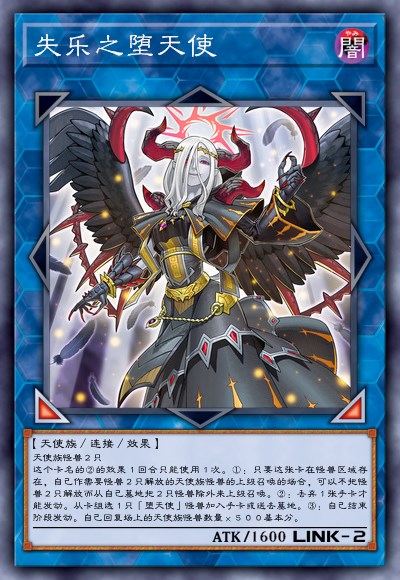 失乐之堕天使
やみ
闇
【天使族/连接/效果】
天使族怪兽2只
这个卡名的②的效果1回合只能使用1次。①：只要这张卡在怪兽区域存
在，自己作需要怪兽2只解放的天使族怪兽的上级召唤的场合，可以不把怪
兽2只解放而从自己墓地把2只怪兽除外来上级召唤。②：丢弃1张手卡才
能发动。从卡组选1只「堕天使」怪兽加入手卡或送去墓地。③：自己结束
阶段发动。自己回复场上的天使族怪兽数量×500基本分。
ATK/1600 LINK-2